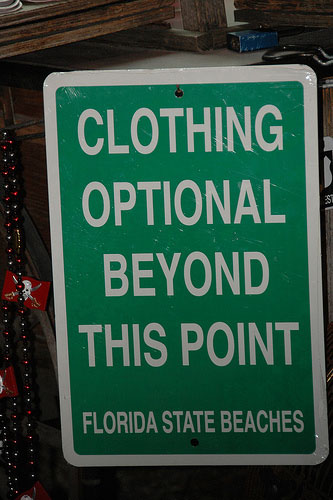 CLOTHING
OPTIONAL
BEYOND
THIS POINT
FLORIDA STATE BEACHES